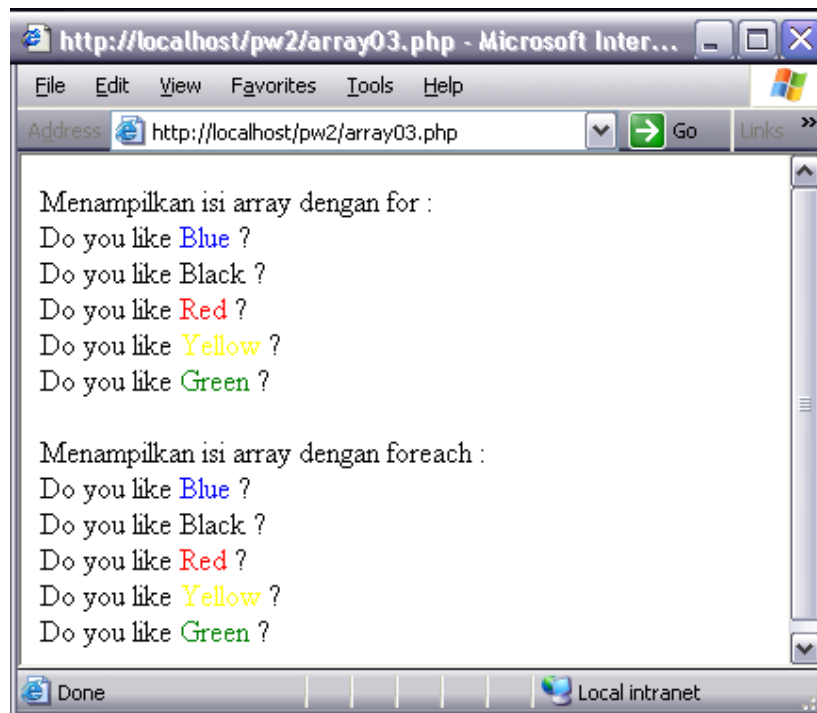 http://localhost/pw2/array03.php - Microsoft Inter...
File Edit View Favorites Tools Help
Address http://localhost/pw2/array03.php Go Links »
Menampilkan isi array dengan for :
Do you like Blue ?
Do you like Black ?
Do you like Red ?
Do you like Yellow ?
Do you like Green ?
Menampilkan isi array dengan foreach :
Do you like Blue ?
Do you like Black ?
Do you like Red ?
Do you like Yellow ?
Do you like Green ?
Done Local intranet